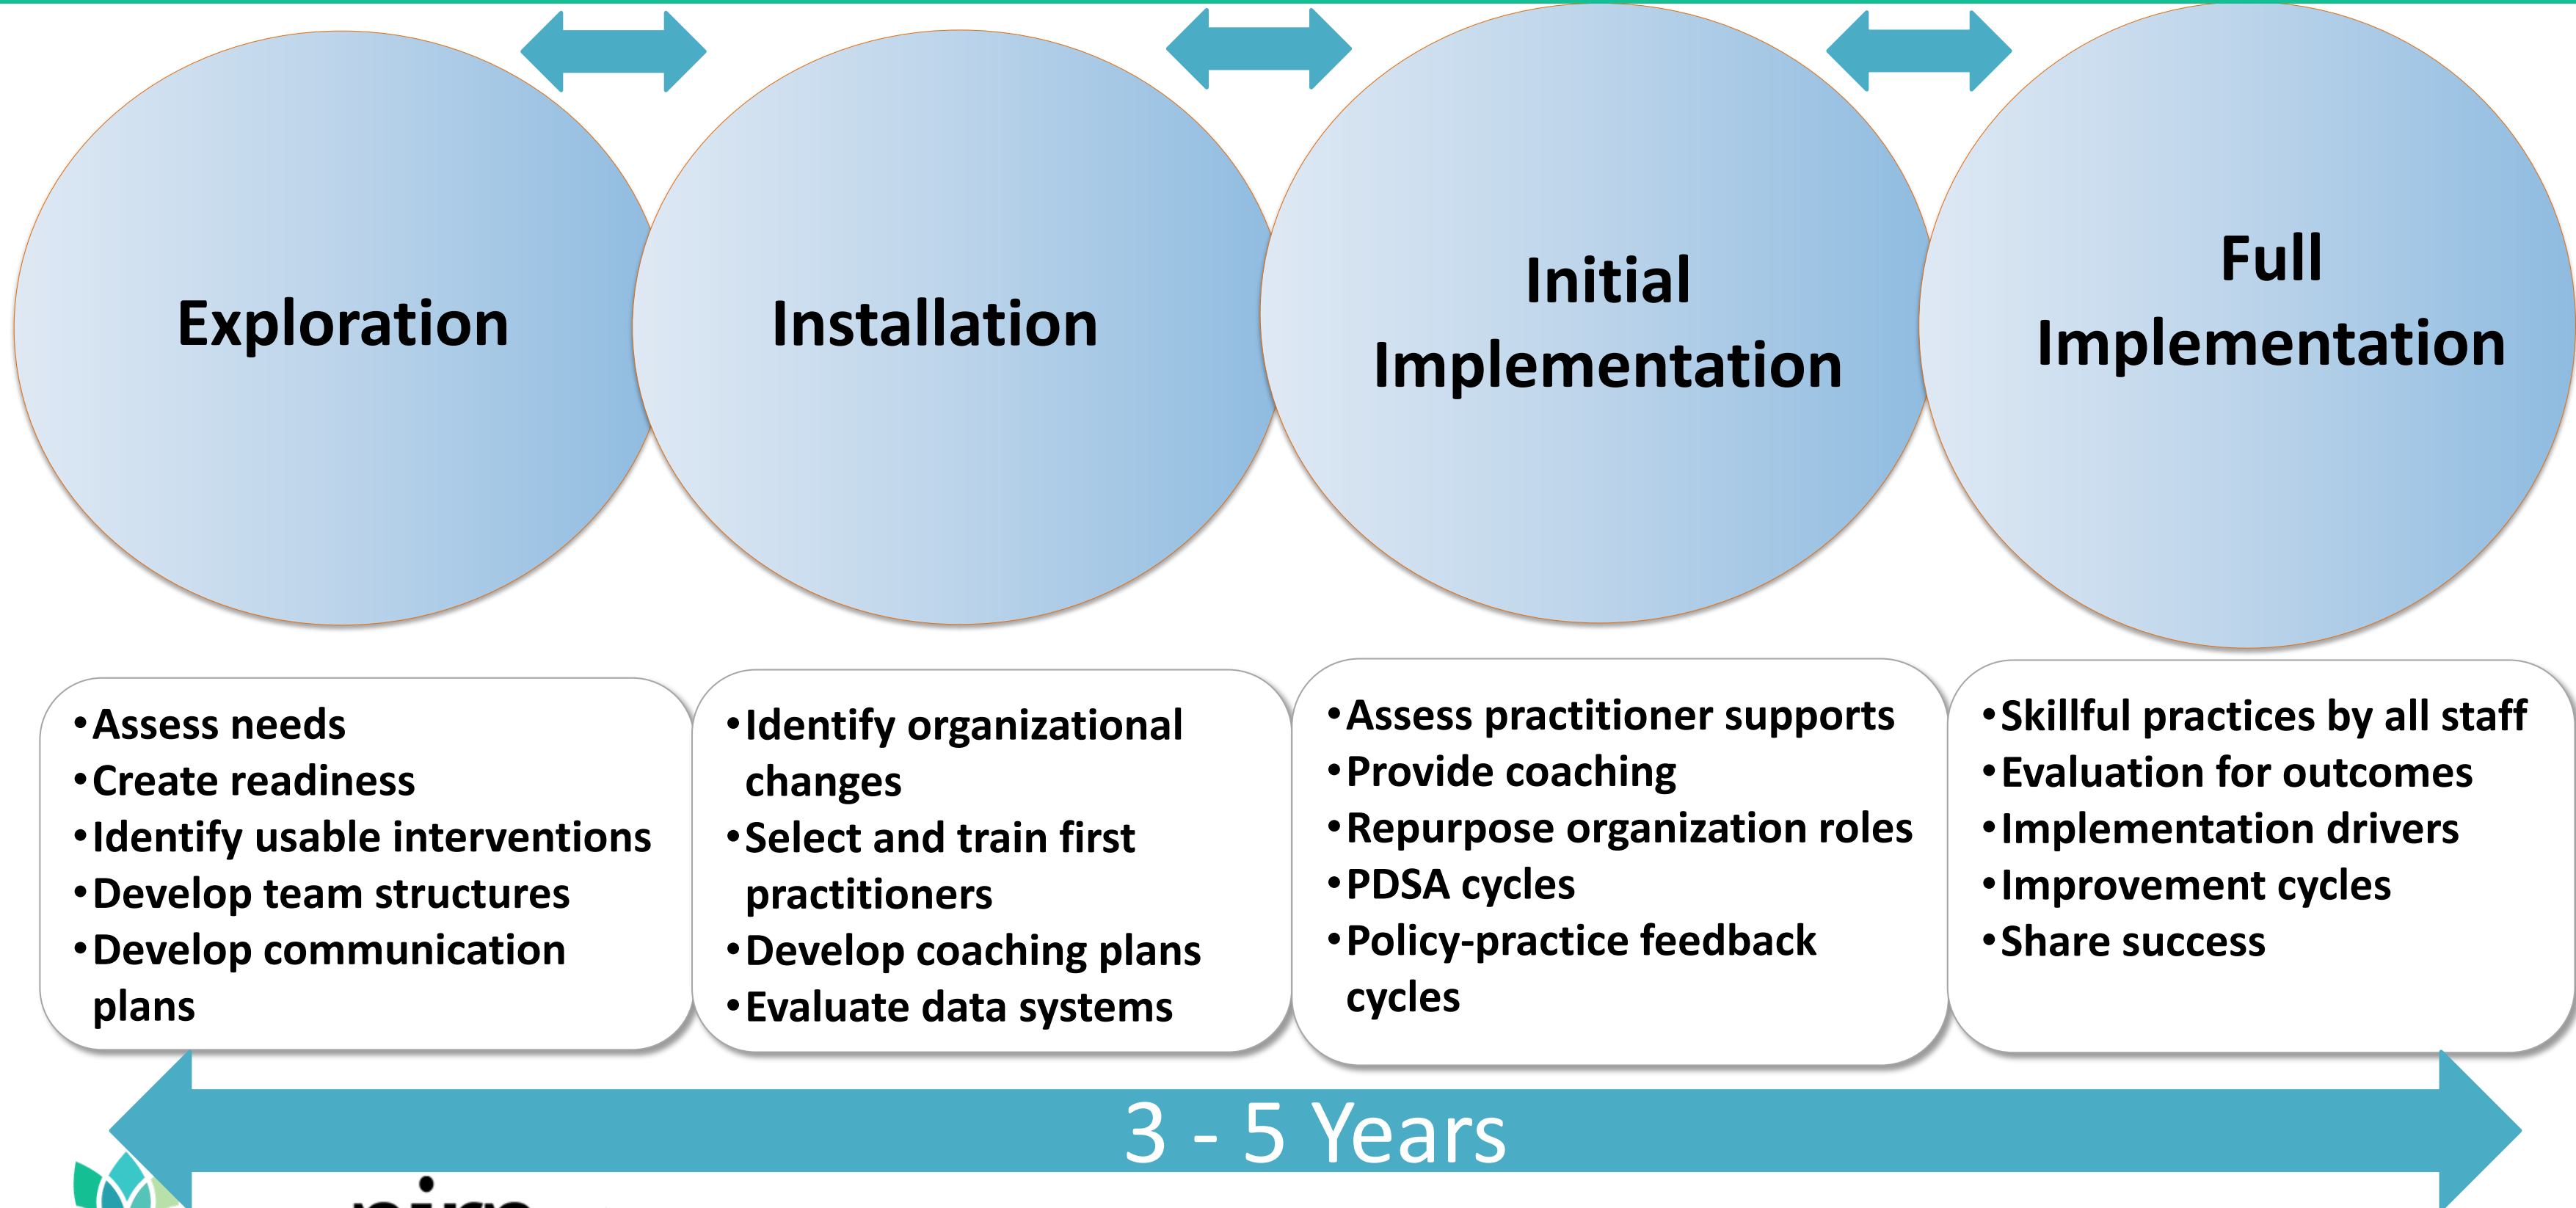 Exploration
Installation
Initial
Implementation
Full
Implementation
•Assess needs
•Create readiness
•Identify usable interventions
•Develop team structures
•Develop communication
plans
•Identify organizational
changes
•Select and train first
practitioners
•Develop coaching plans
•Evaluate data systems
•Assess practitioner supports
•Provide coaching
•Repurpose organization roles
•PDSA cycles
•Policy-practice feedback
cycles
•Skillful practices by all staff
•Evaluation for outcomes
•Implementation drivers
•Improvement cycles
•Share success
3 - 5 Years